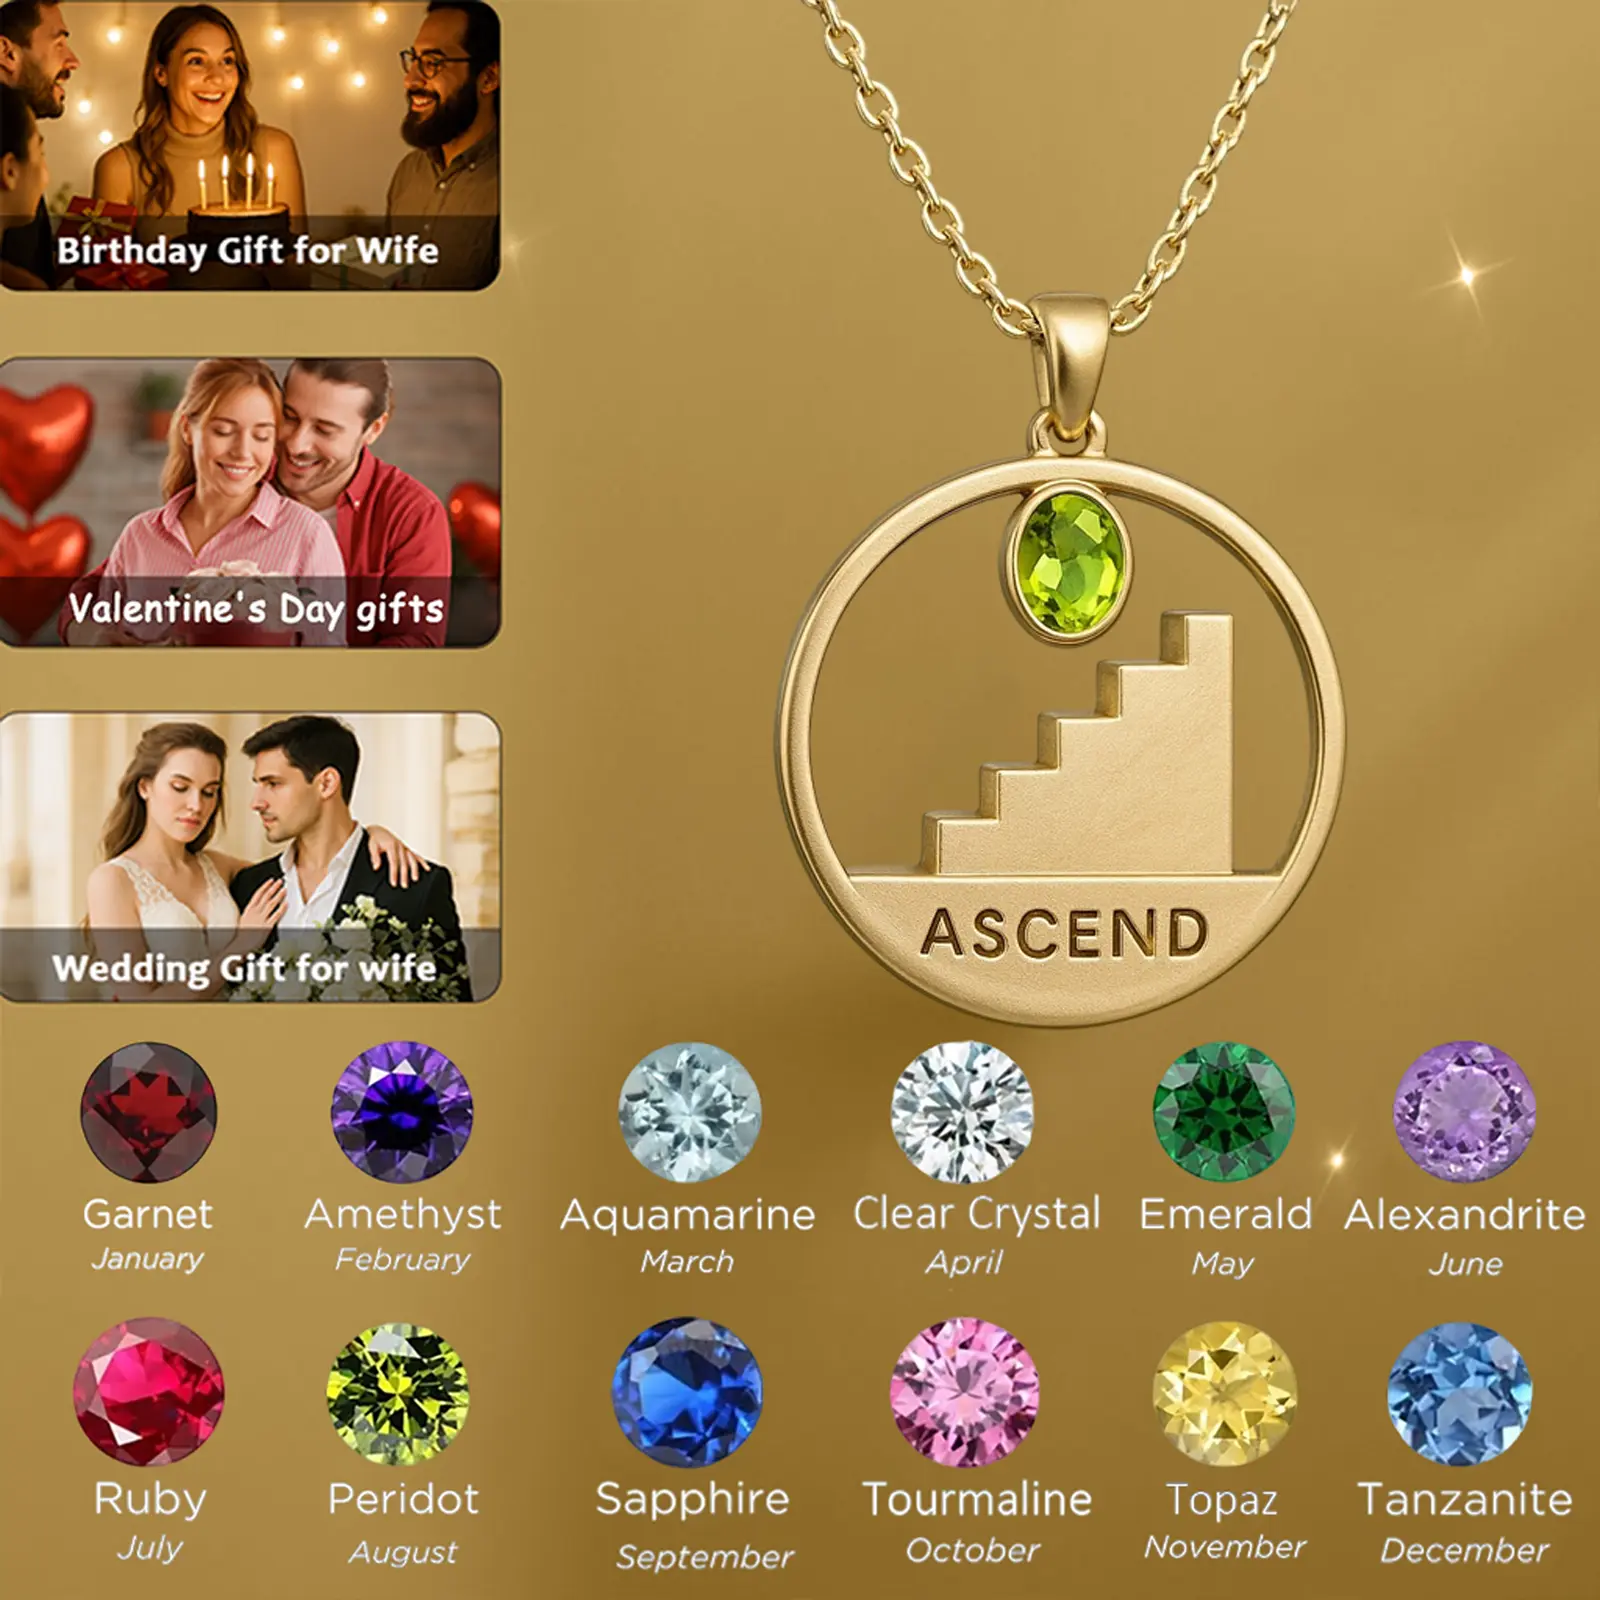 Birthday Gift for Wife
Valentine's Day gifts
Wedding Gift for wife
ASCEND
Garnet
January
Amethyst
February
Aquamarine
March
Clear Crystal
April
Emerald
May
Alexandrite
June
Ruby
July
Peridot
August
Sapphire
September
Tourmaline
October
Topaz
November
Tanzanite
December